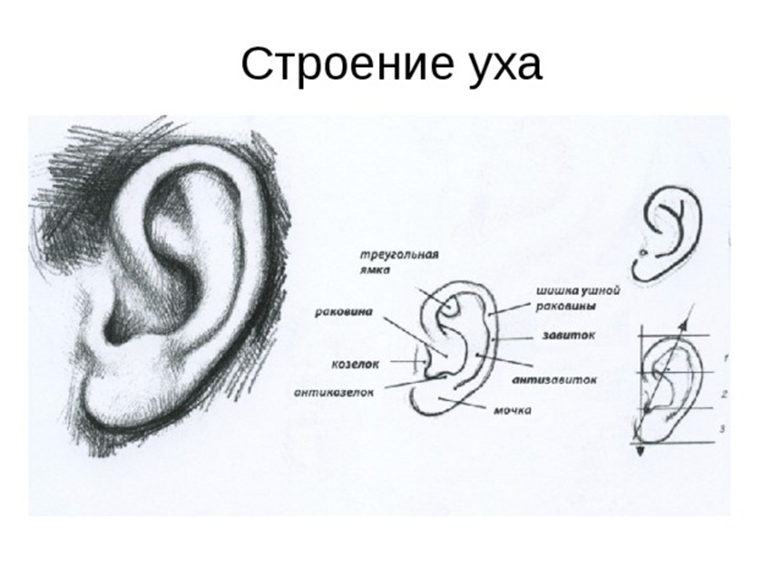 Строение уха
треугольная
ямка
шишка ушной
раковины
раковина
завиток
козелок
антизавиток
антикозелок
мочка
1
2
3